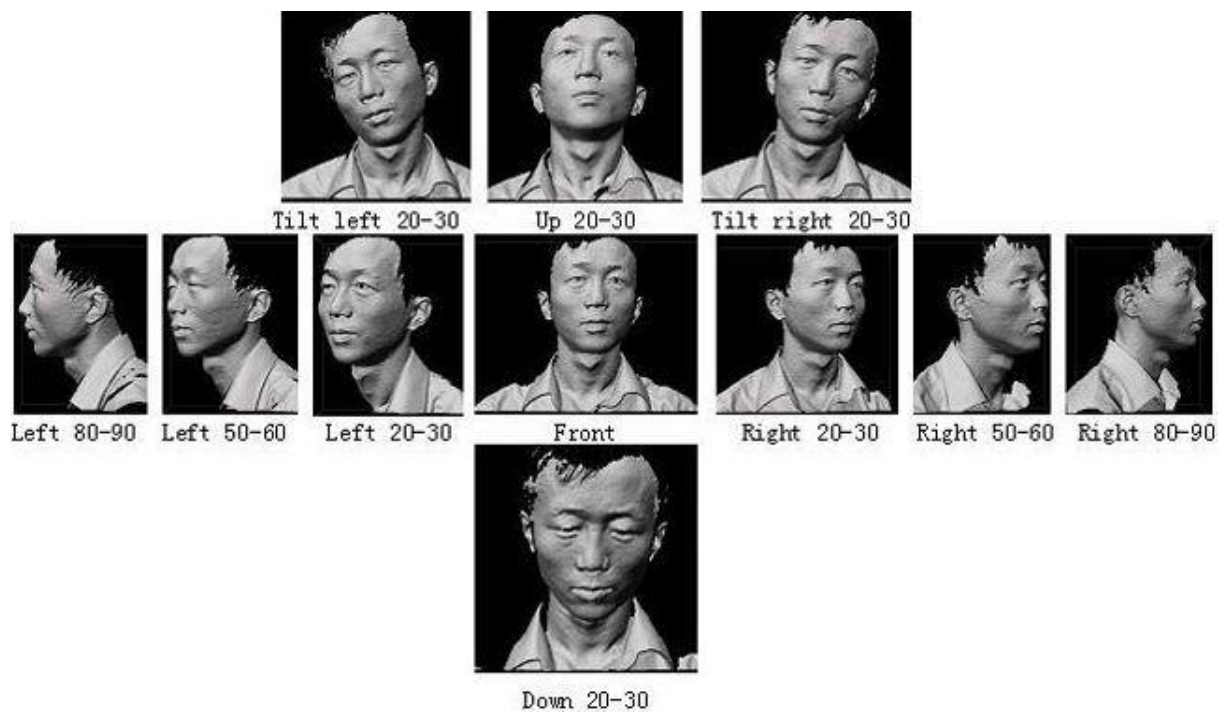 Tilt left 20-30
Up 20-30
Tilt right 20-30
Left 80-90
Left 50-60
Left 20-30
Front
Right 20-30
Right 50-60
Right 80-90
Down 20-30